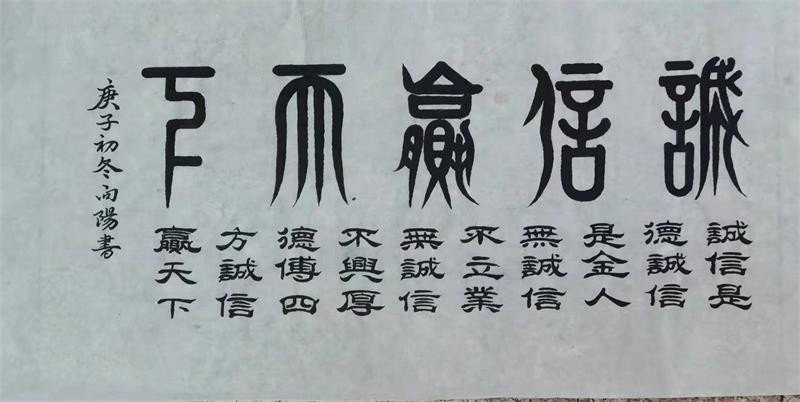 誠信贏天下
誠信是
德誠信
是金人
無誠信
不立業
無誠信
不興厚
德傳四
方誠信
贏天下
庚子初冬向陽書